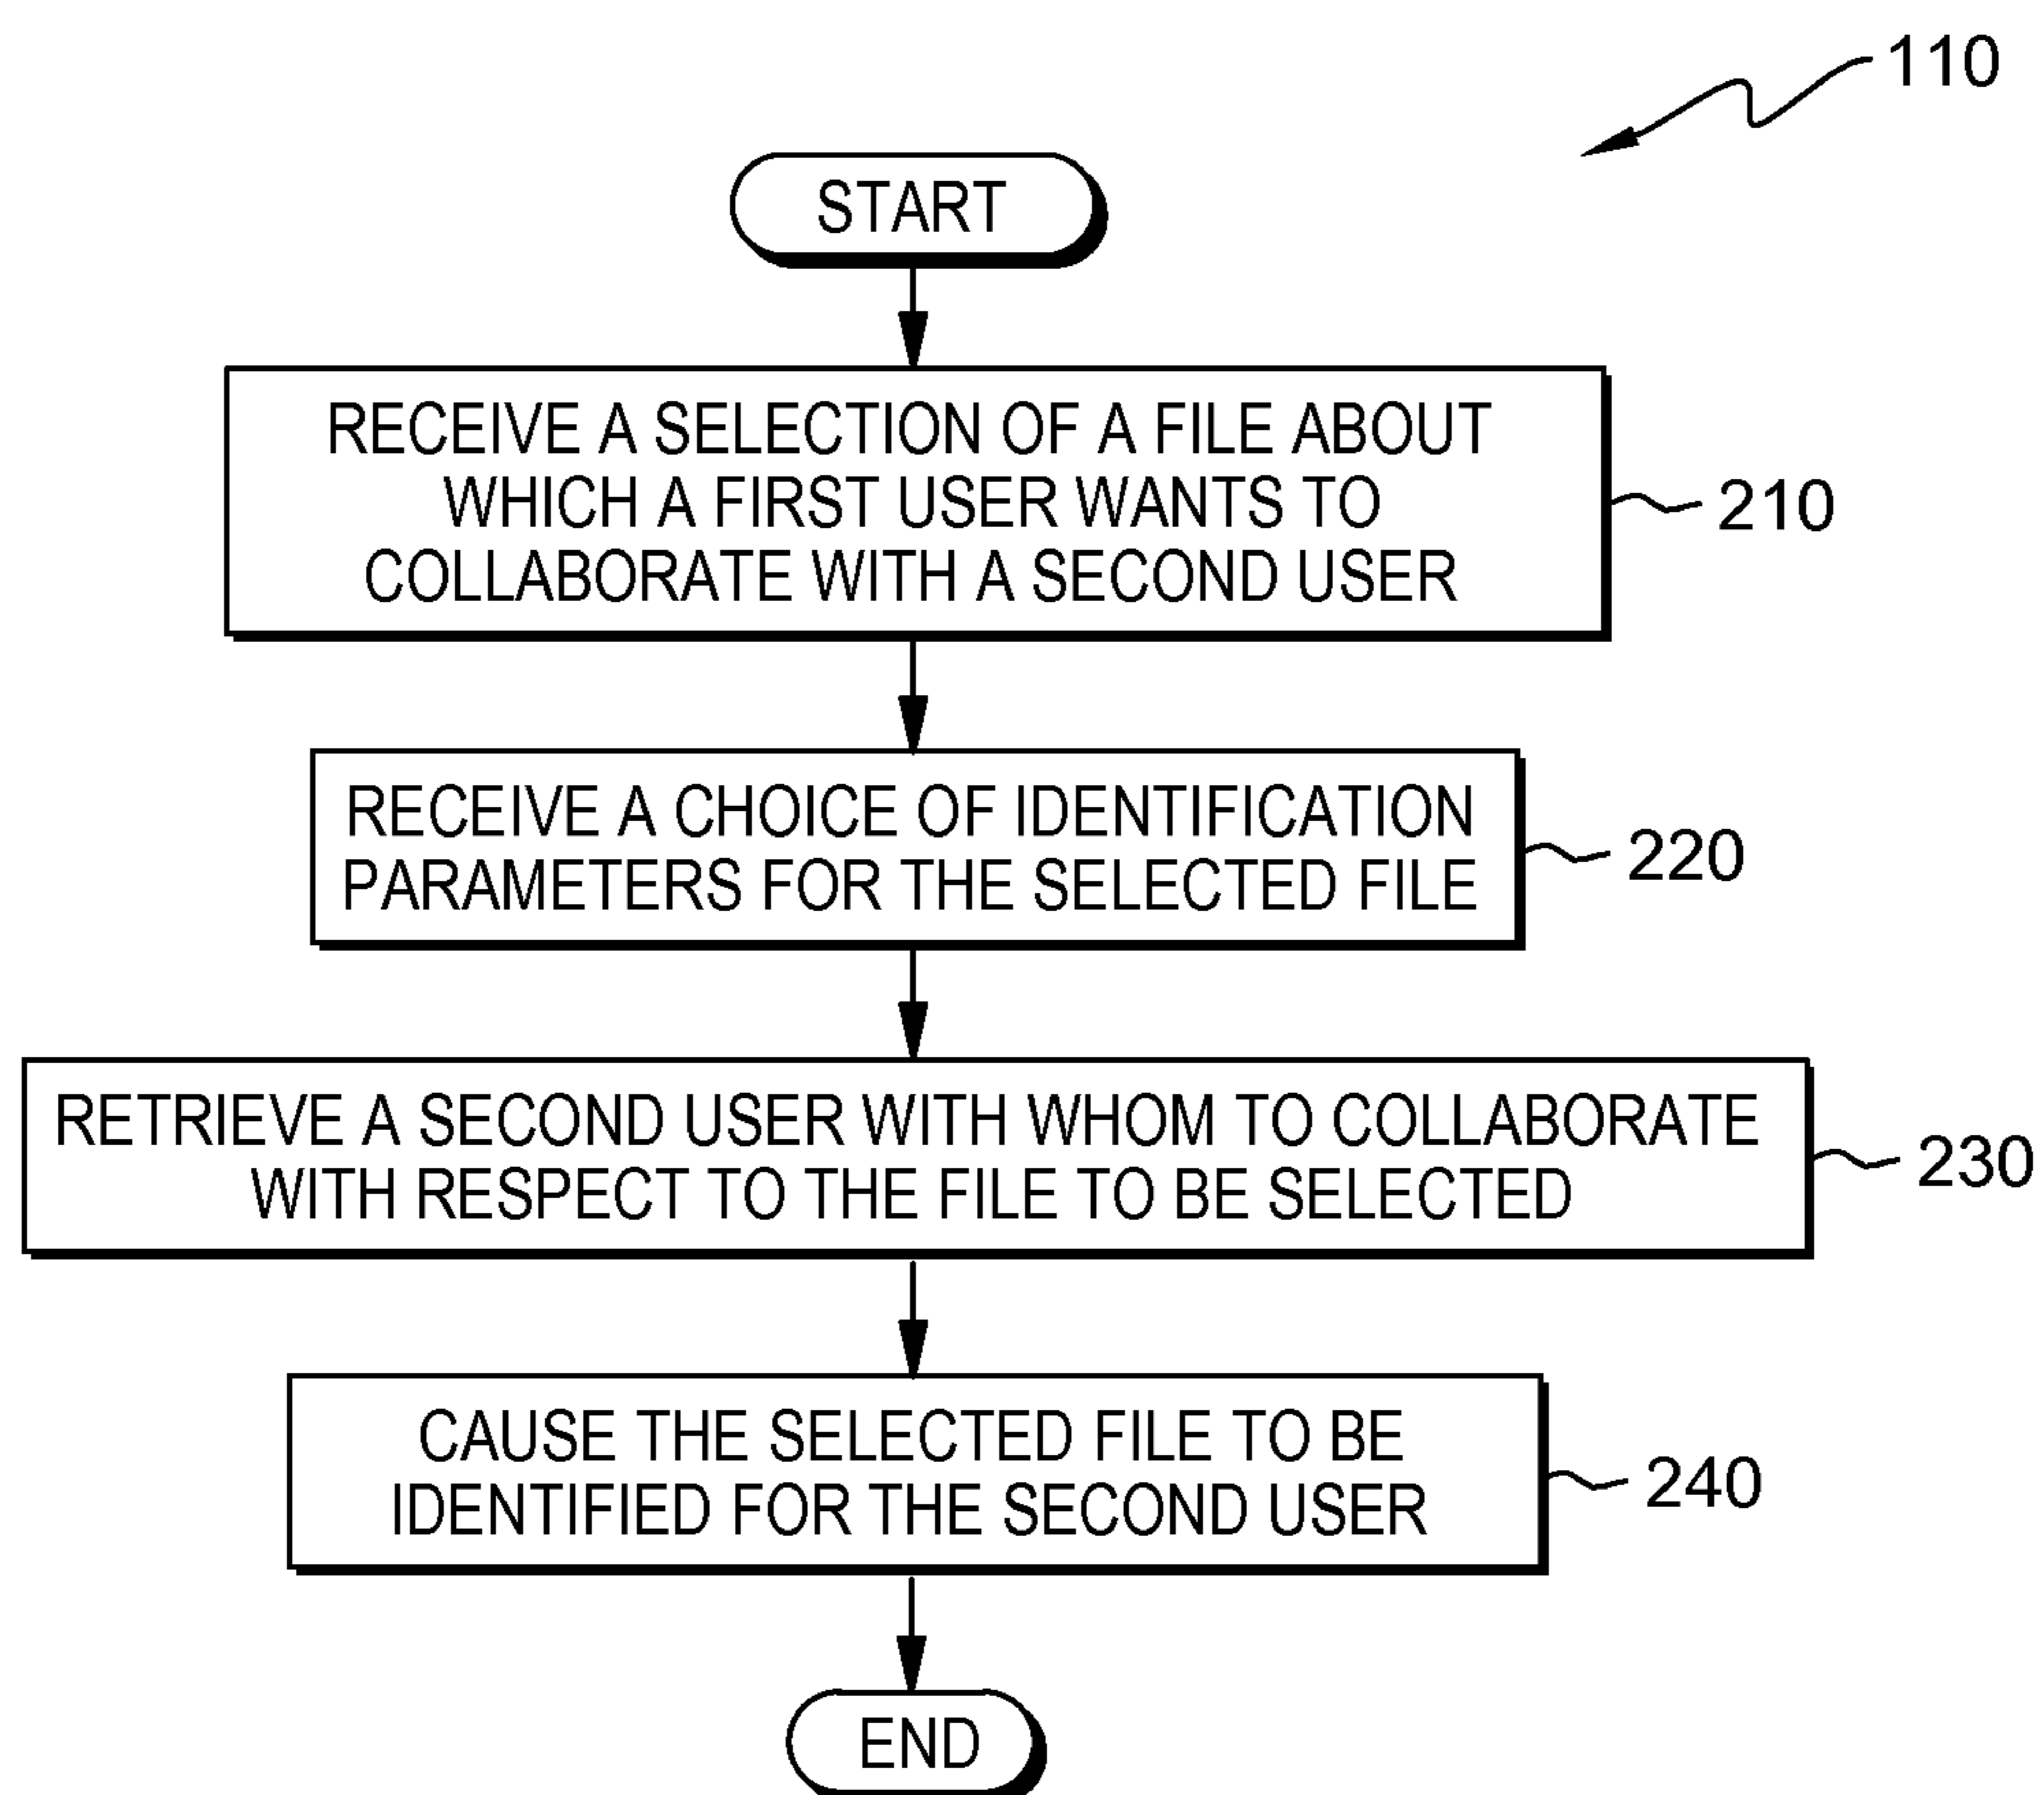 110
START
RECEIVE A SELECTION OF A FILE ABOUT
WHICH A FIRST USER WANTS TO
COLLABORATE WITH A SECOND USER
210
RECEIVE A CHOICE OF IDENTIFICATION
PARAMETERS FOR THE SELECTED FILE
220
RETRIEVE A SECOND USER WITH WHOM TO COLLABORATE
WITH RESPECT TO THE FILE TO BE SELECTED
230
CAUSE THE SELECTED FILE TO BE
IDENTIFIED FOR THE SECOND USER
240
END